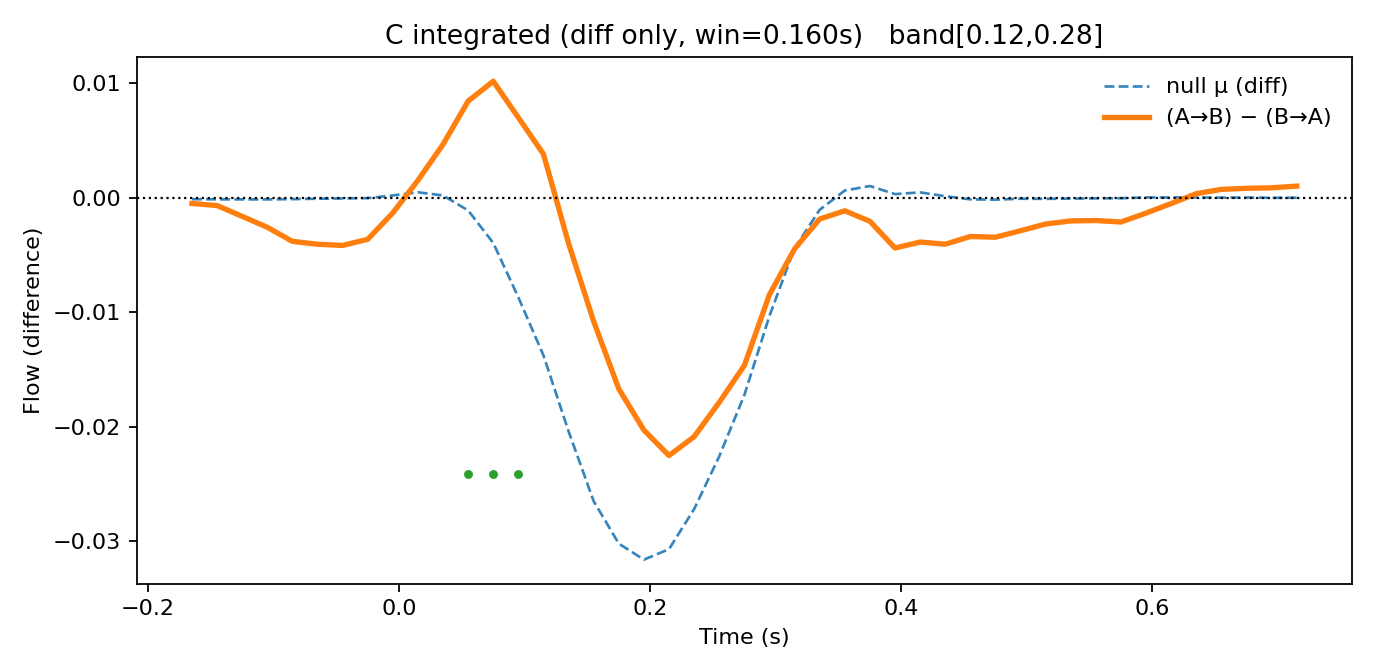 C integrated (diff only, win=0.160s)   band[0.12,0.28]
null μ (diff)
(A→B) − (B→A)
Flow (difference)
0.01
0.00
−0.01
−0.02
−0.03
−0.2
0.0
0.2
0.4
0.6
Time (s)